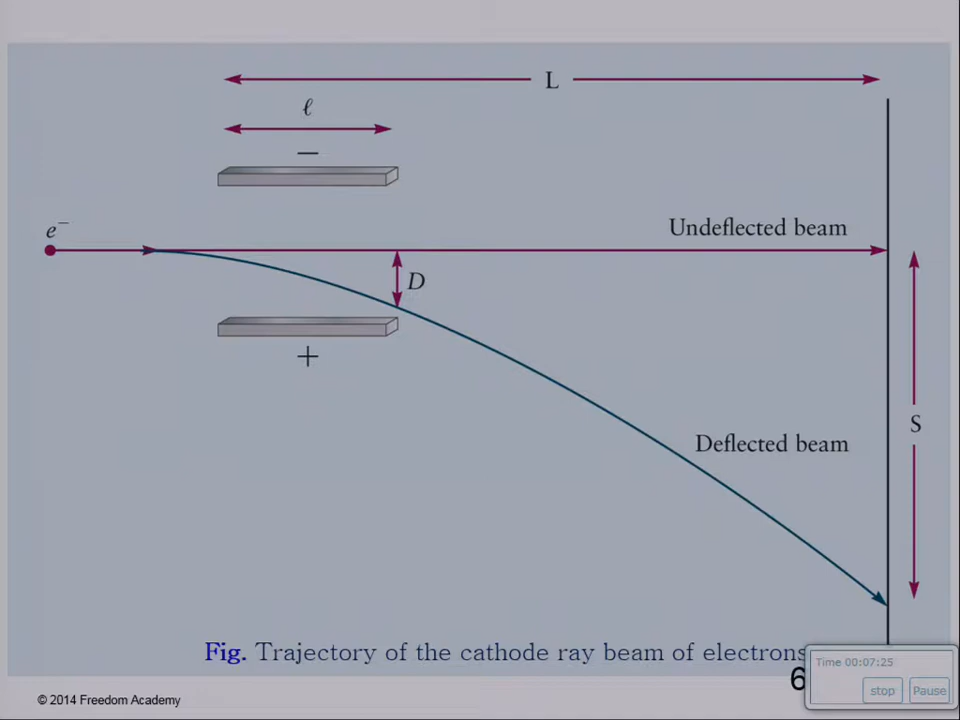 L
ℓ
−
e⁻
Undeflected beam
D
+
S
Deflected beam
Fig. Trajectory of the cathode ray beam of electrons
6
Time 00:07:25
stop Pause
© 2014 Freedom Academy